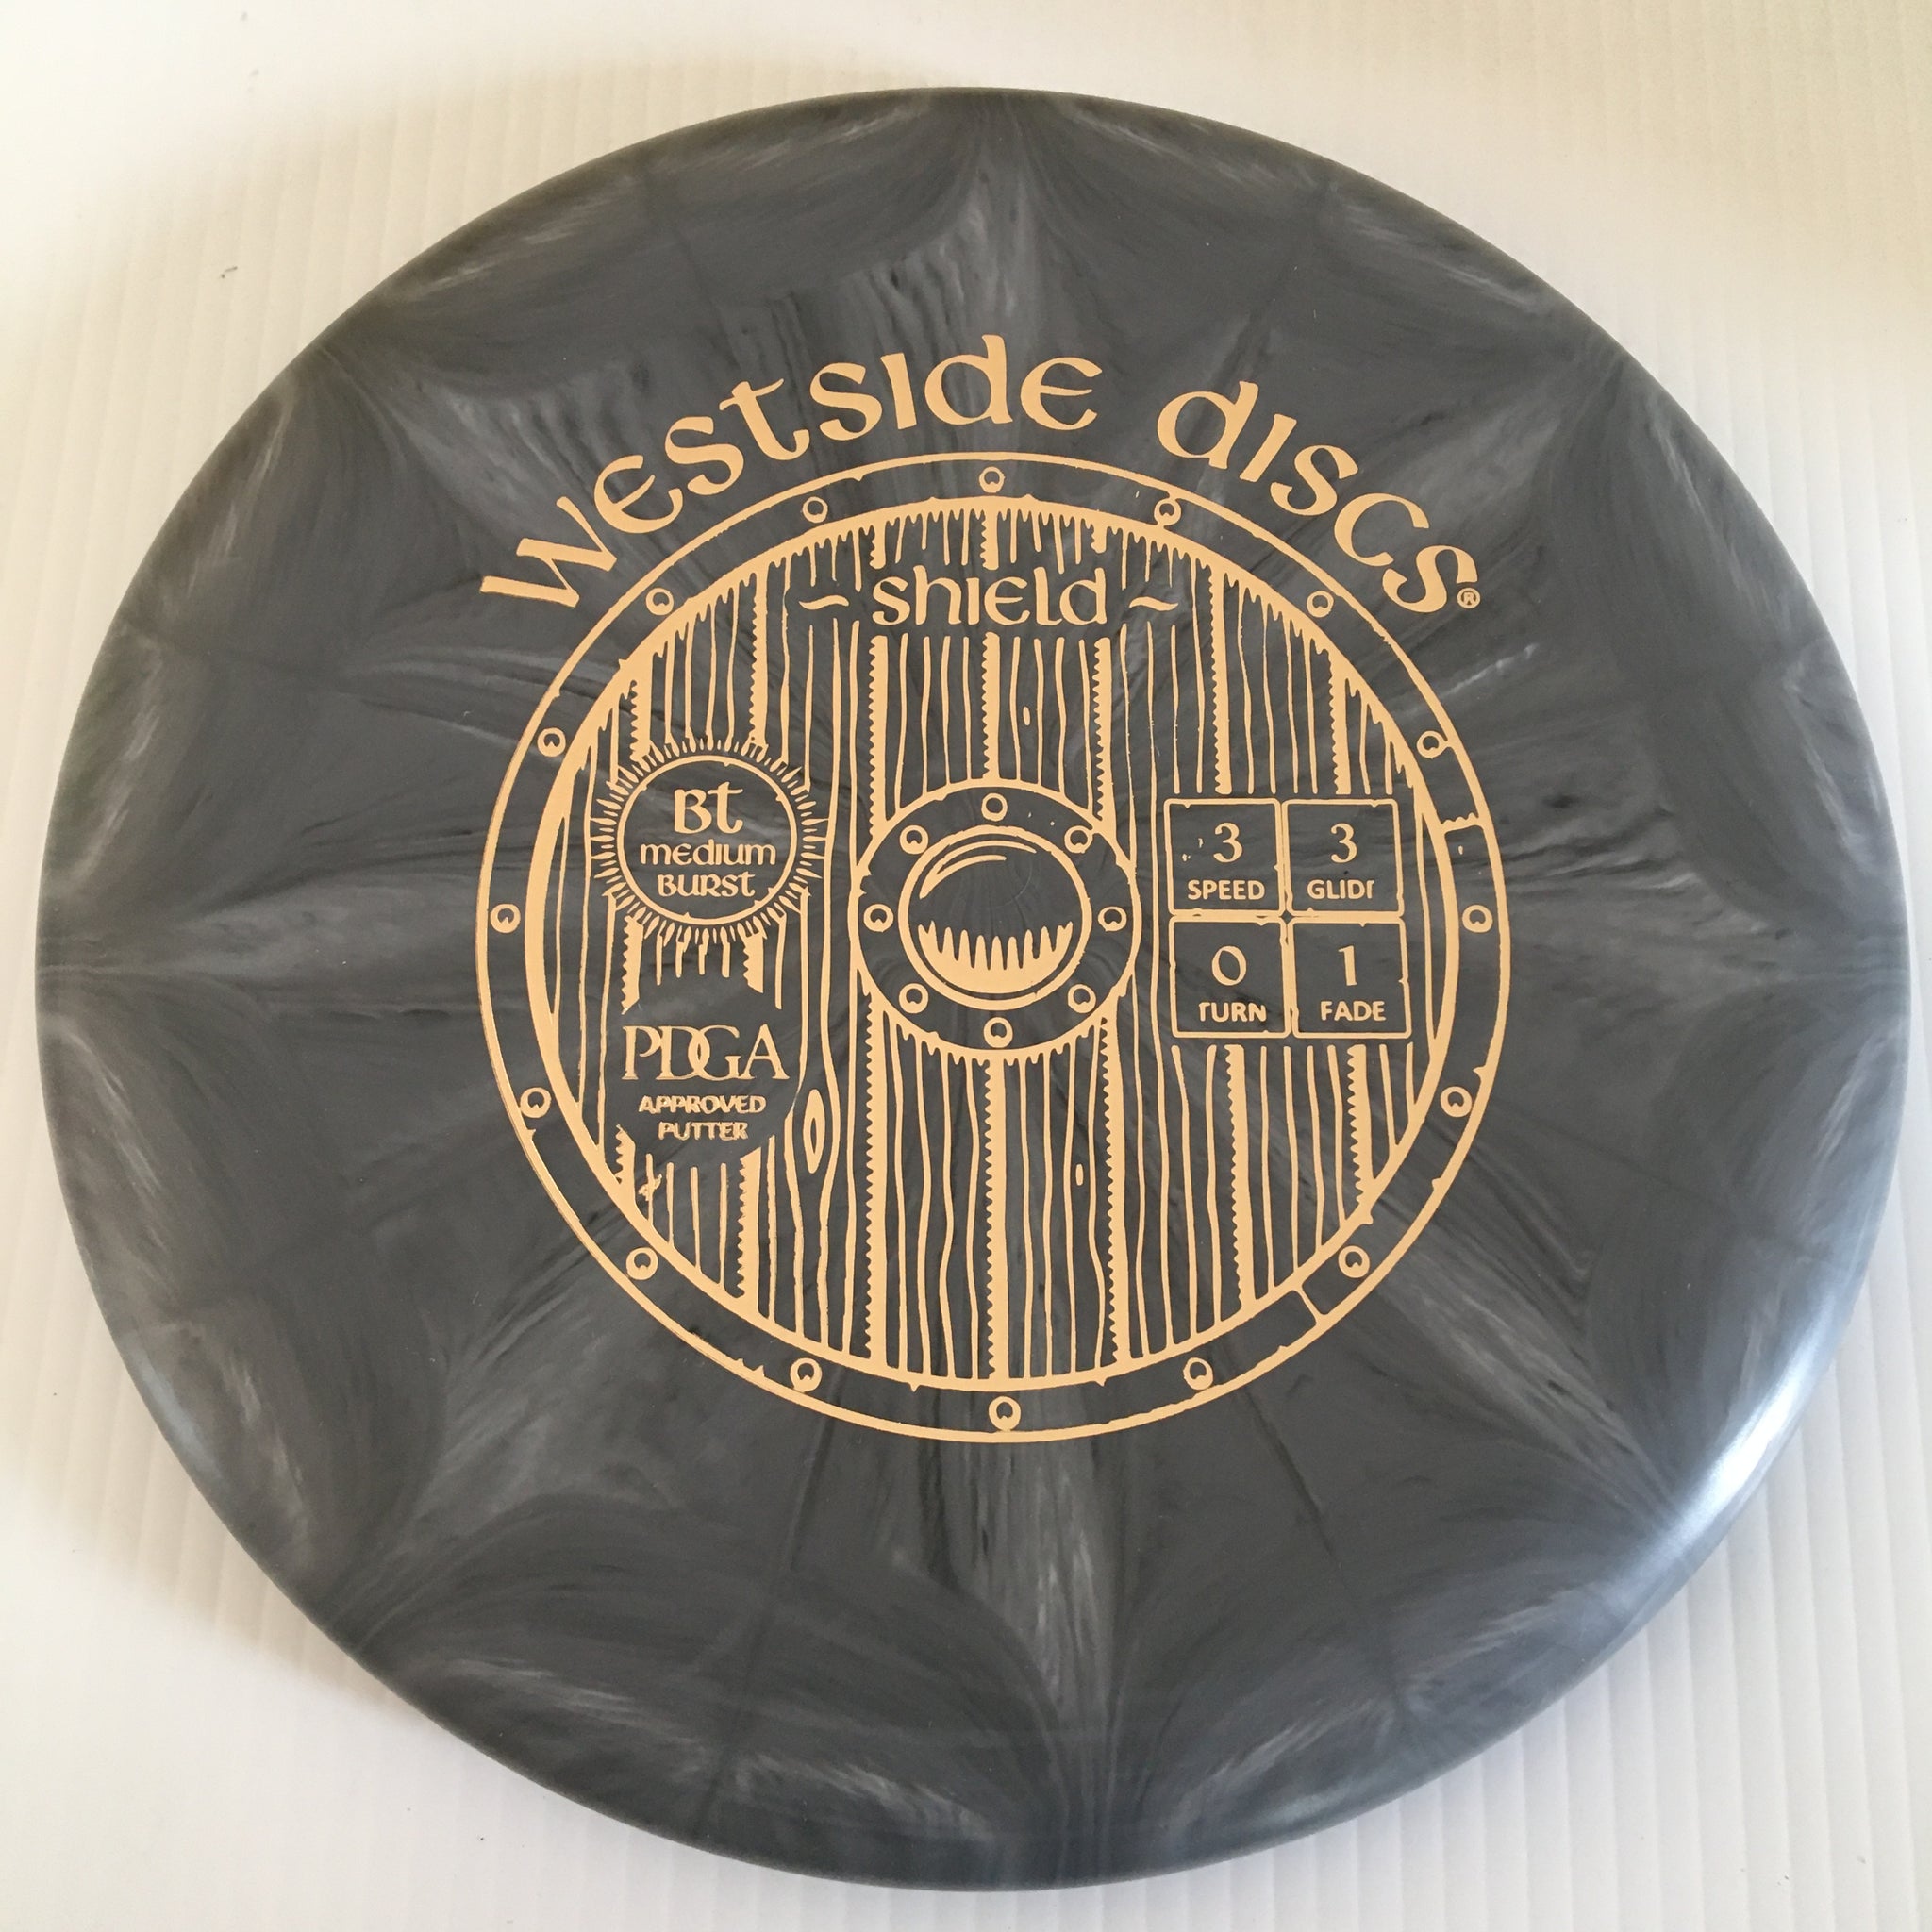 Westside discs®
~ shield ~
Bt
medium
Burst
3 SPEED
3 GLIDE
0 TURN
1 FADE
PDGA
APPROVED
PUTTER